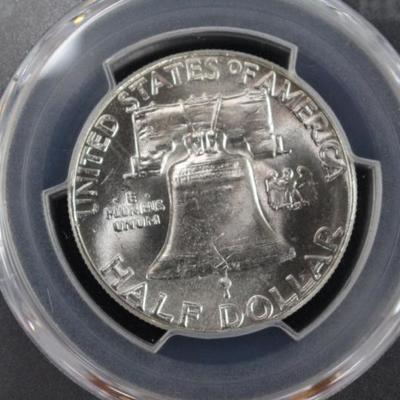 UNITED STATES OF AMERICA
E
PLURIBUS
UNUM
HALF DOLLAR